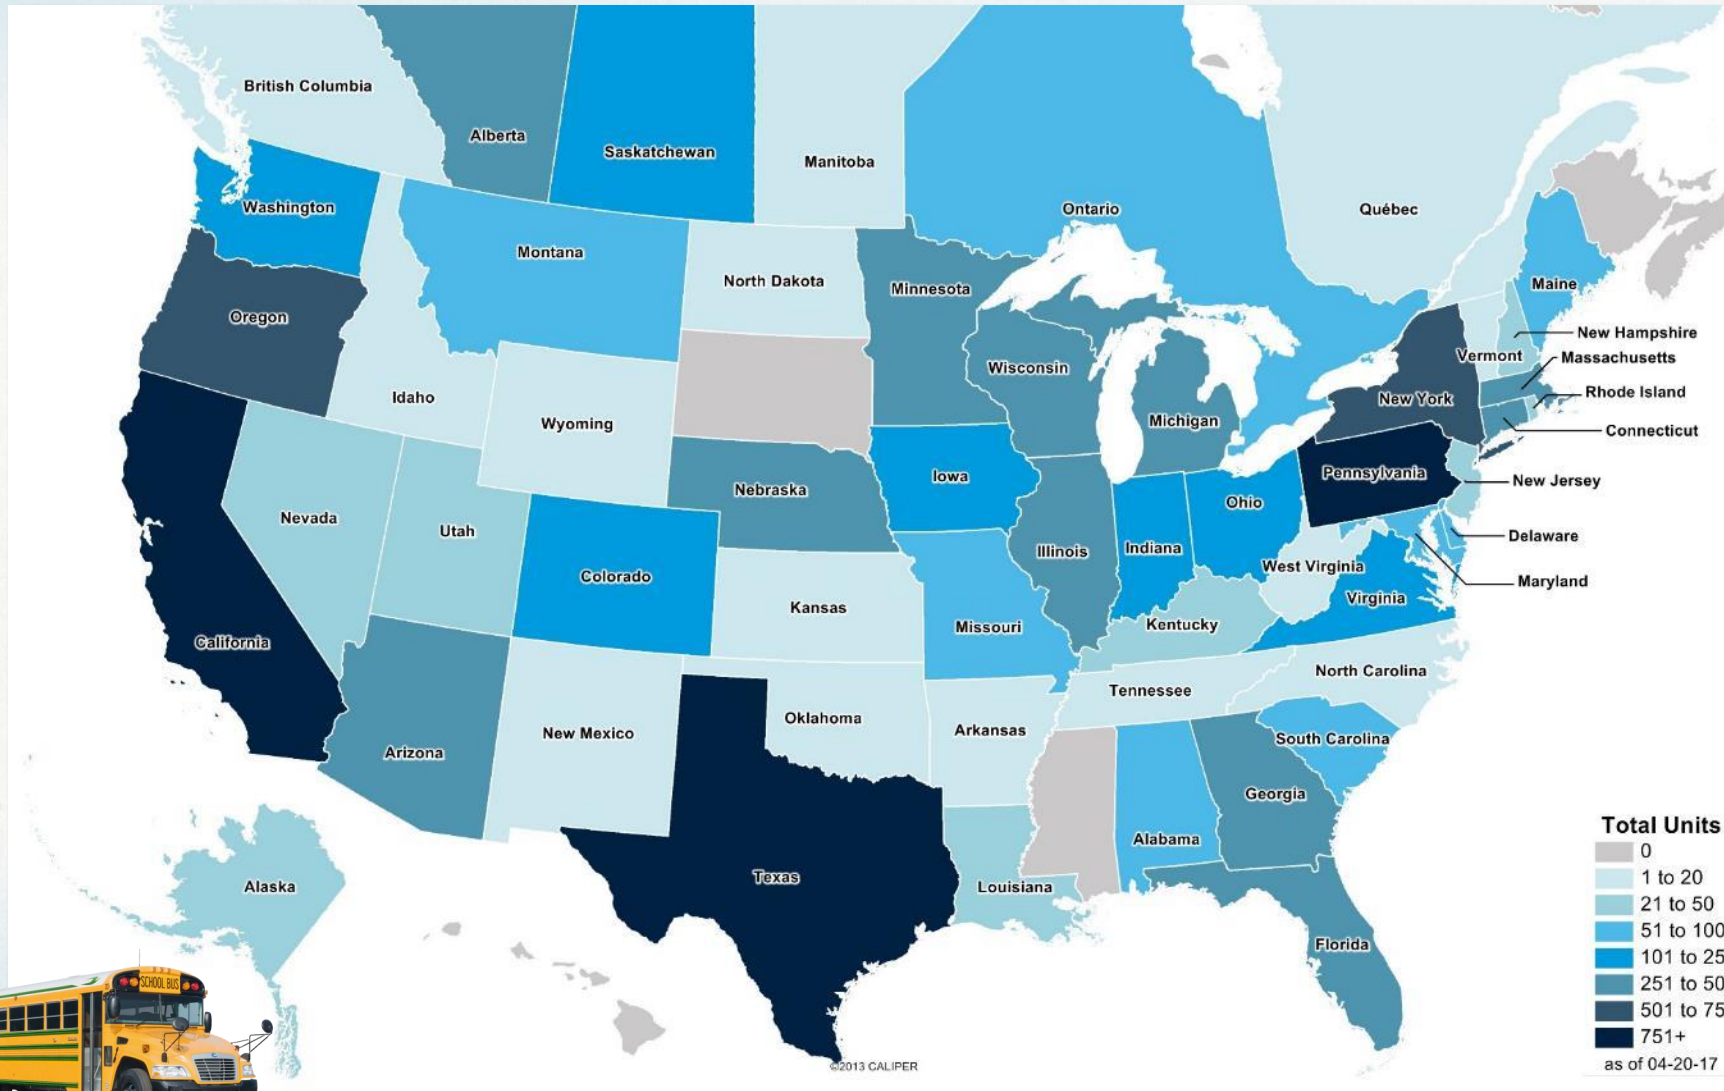 British Columbia
Alberta
Saskatchewan
Manitoba
Ontario
Québec
Washington
Montana
North Dakota
Minnesota
Maine
Oregon
Idaho
Wyoming
Wisconsin
Michigan
New York
Vermont
New Hampshire
Massachusetts
Rhode Island
Connecticut
Nevada
Utah
Colorado
Nebraska
Iowa
Illinois
Indiana
Ohio
Pennsylvania
New Jersey
Delaware
Maryland
West Virginia
Virginia
California
Kansas
Missouri
Kentucky
Arizona
New Mexico
Oklahoma
Arkansas
Tennessee
North Carolina
South Carolina
Texas
Louisiana
Alabama
Georgia
Florida
Alaska
Total Units
0
1 to 20
21 to 50
51 to 100
101 to 25
251 to 50
501 to 75
751+
as of 04-20-17
©2013 CALIPER
SCHOOL BUS